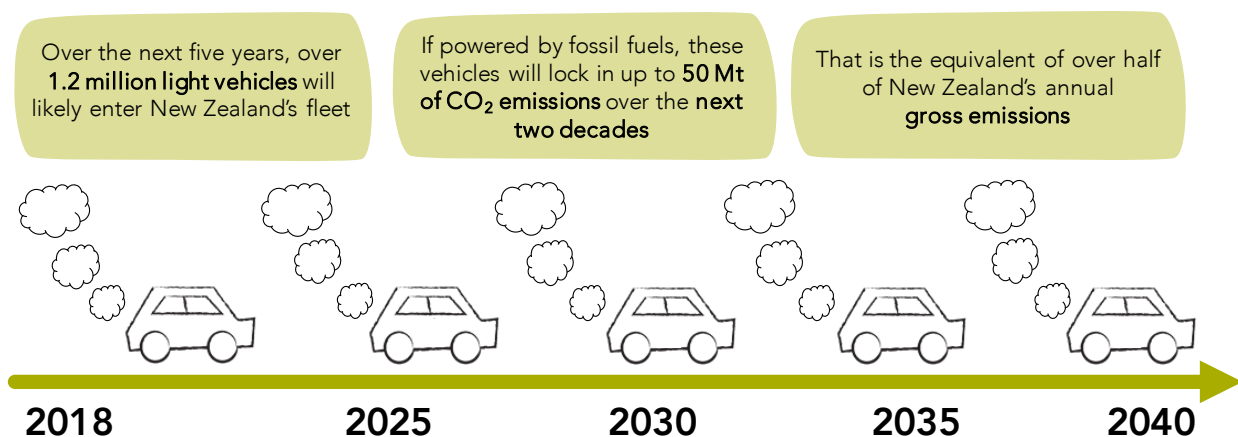 Over the next five years, over
1.2 million light vehicles will
likely enter New Zealand's fleet
If powered by fossil fuels, these
vehicles will lock in up to 50 Mt
of CO₂ emissions over the next
two decades
That is the equivalent of over half
of New Zealand's annual
gross emissions
2018
2025
2030
2035
2040